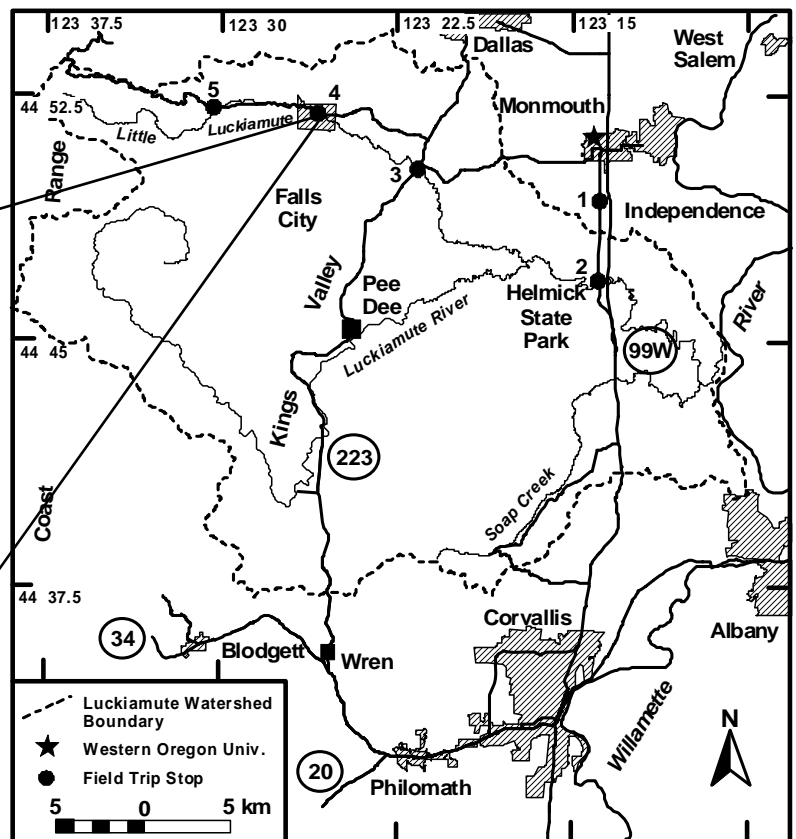 123 37.5
123 30
123 22.5
123 15
Dallas
West
Salem
44 52.5
5
4
Monmouth
Little
Luckiamute
Range
3
Falls
City
1
Independence
Valley
Pee
Dee
2
Helmick
State
Park
River
Luckiamute River
44 45
99W
Kings
223
Coast
Soap Creek
44 37.5
Corvallis
34
Blodgett
Wren
Albany
Willamette
N
20
Philomath
Luckiamute Watershed
Boundary
Western Oregon Univ.
Field Trip Stop
5 0 5 km